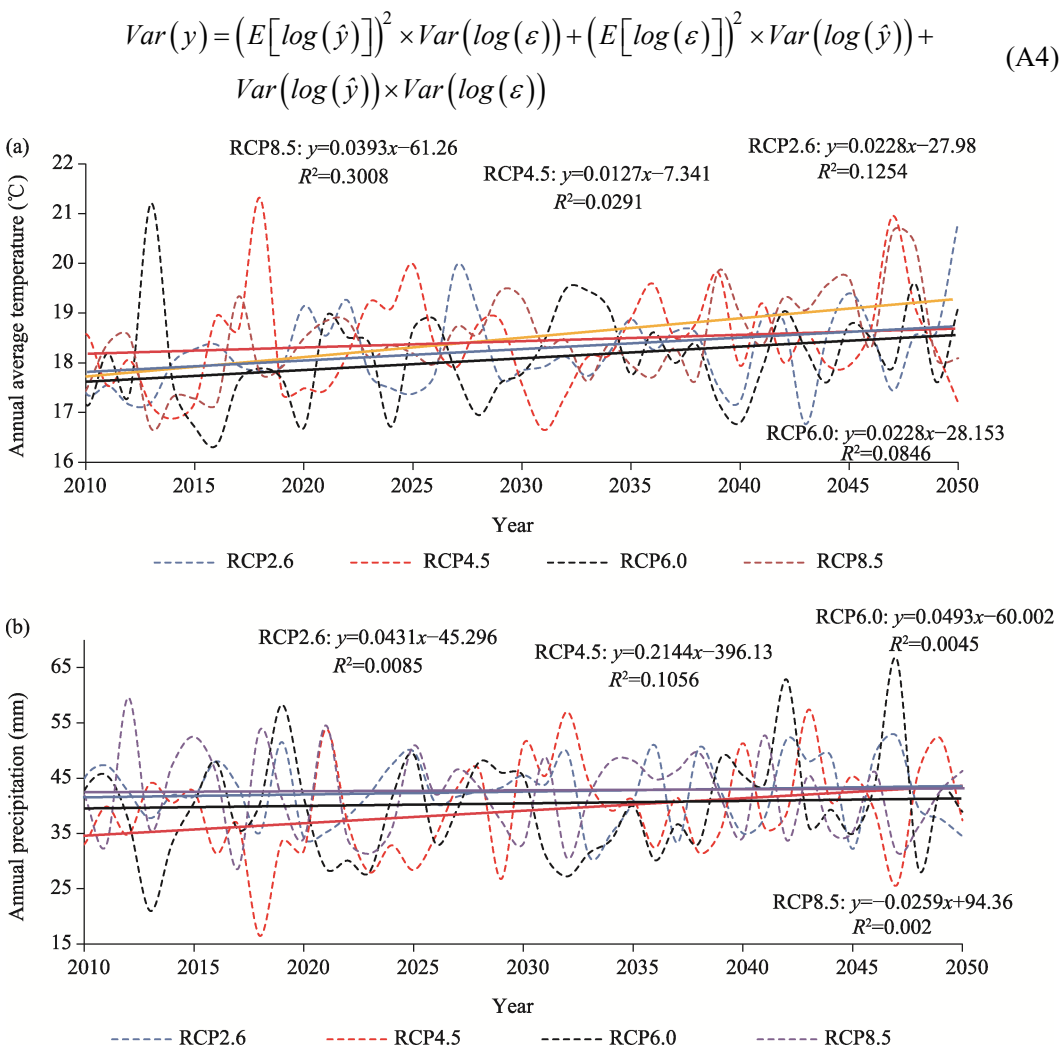 Var(y) = (E[log(ŷ)])² × Var(log(ε)) + (E[log(ε)])² × Var(log(ŷ)) +
Var(log(ŷ)) × Var(log(ε))
(A4)
(a)
RCP8.5: y=0.0393x−61.26
R²=0.3008
RCP4.5: y=0.0127x−7.341
R²=0.0291
RCP2.6: y=0.0228x−27.98
R²=0.1254
RCP6.0: y=0.0228x−28.153
R²=0.0846
Annual average temperature (℃)
22
21
20
19
18
17
16
2010 2015 2020 2025 2030 2035 2040 2045 2050
Year
RCP2.6 RCP4.5 RCP6.0 RCP8.5
(b)
RCP2.6: y=0.0431x−45.296
R²=0.0085
RCP4.5: y=0.2144x−396.13
R²=0.1056
RCP6.0: y=0.0493x−60.002
R²=0.0045
RCP8.5: y=−0.0259x+94.36
R²=0.002
Annual precipitation (mm)
65
55
45
35
25
15
2010 2015 2020 2025 2030 2035 2040 2045 2050
Year
RCP2.6 RCP4.5 RCP6.0 RCP8.5